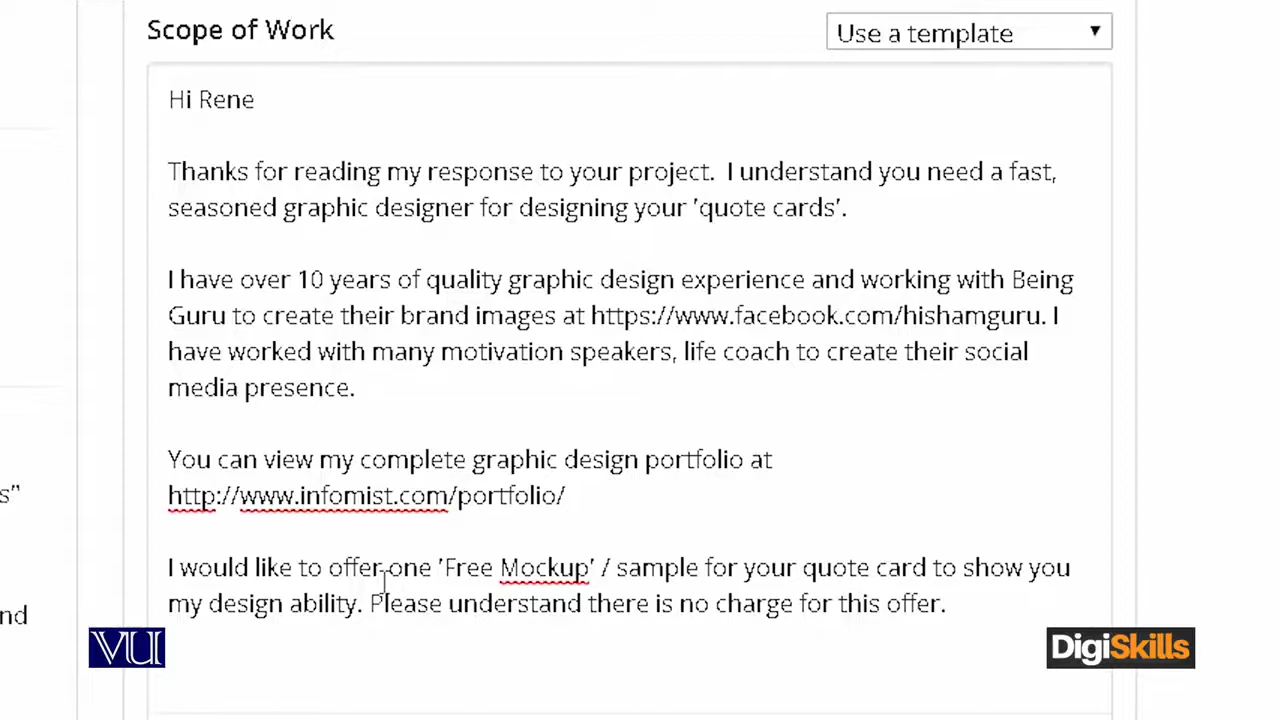 Scope of Work
Use a template
Hi Rene
Thanks for reading my response to your project.  I understand you need a fast,
seasoned graphic designer for designing your 'quote cards'.
I have over 10 years of quality graphic design experience and working with Being
Guru to create their brand images at https://www.facebook.com/hishamguru. I
have worked with many motivation speakers, life coach to create their social
media presence.
You can view my complete graphic design portfolio at
http://www.infomist.com/portfolio/
s”
I would like to offer one 'Free Mockup' / sample for your quote card to show you
my design ability. Please understand there is no charge for this offer.
nd
VU
DigiSkills